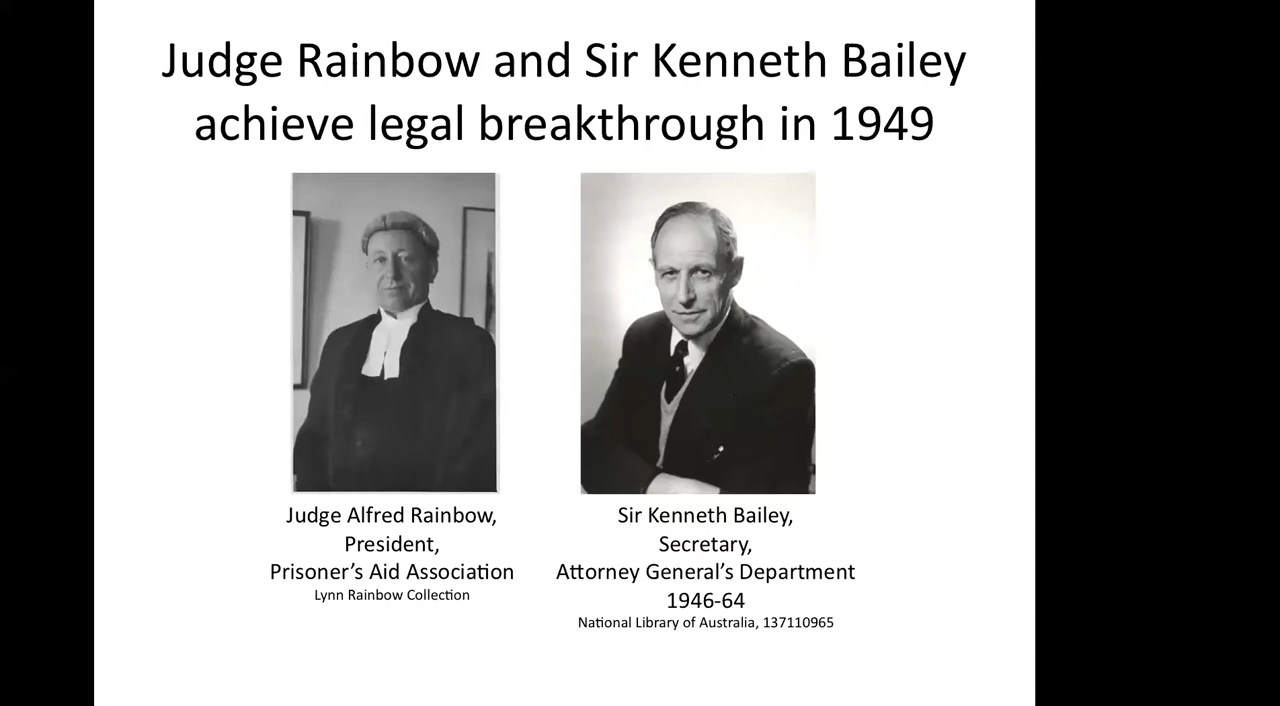 Judge Rainbow and Sir Kenneth Bailey
achieve legal breakthrough in 1949
Judge Alfred Rainbow,
President,
Prisoner's Aid Association
Lynn Rainbow Collection
Sir Kenneth Bailey,
Secretary,
Attorney General's Department
1946-64
National Library of Australia, 137110965